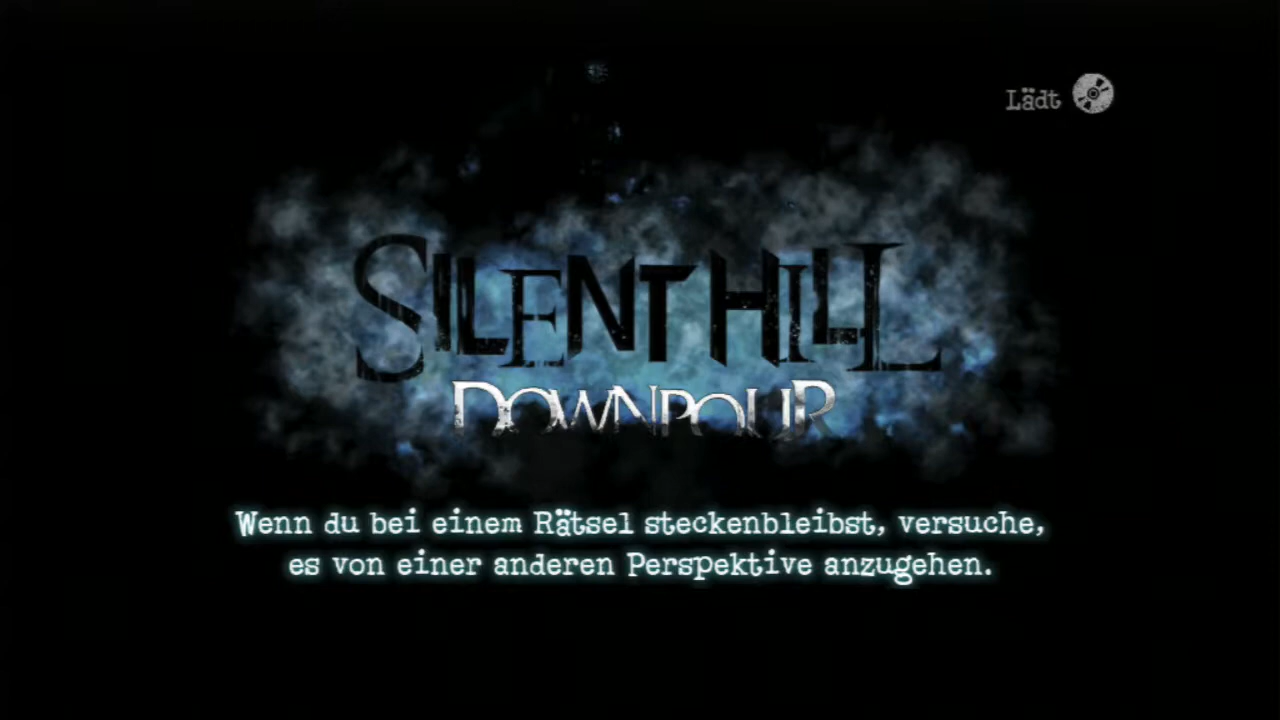 Lädt
SILENT HILL
DOWNPOUR
Wenn du bei einem Rätsel steckenbleibst, versuche,
es von einer anderen Perspektive anzugehen.